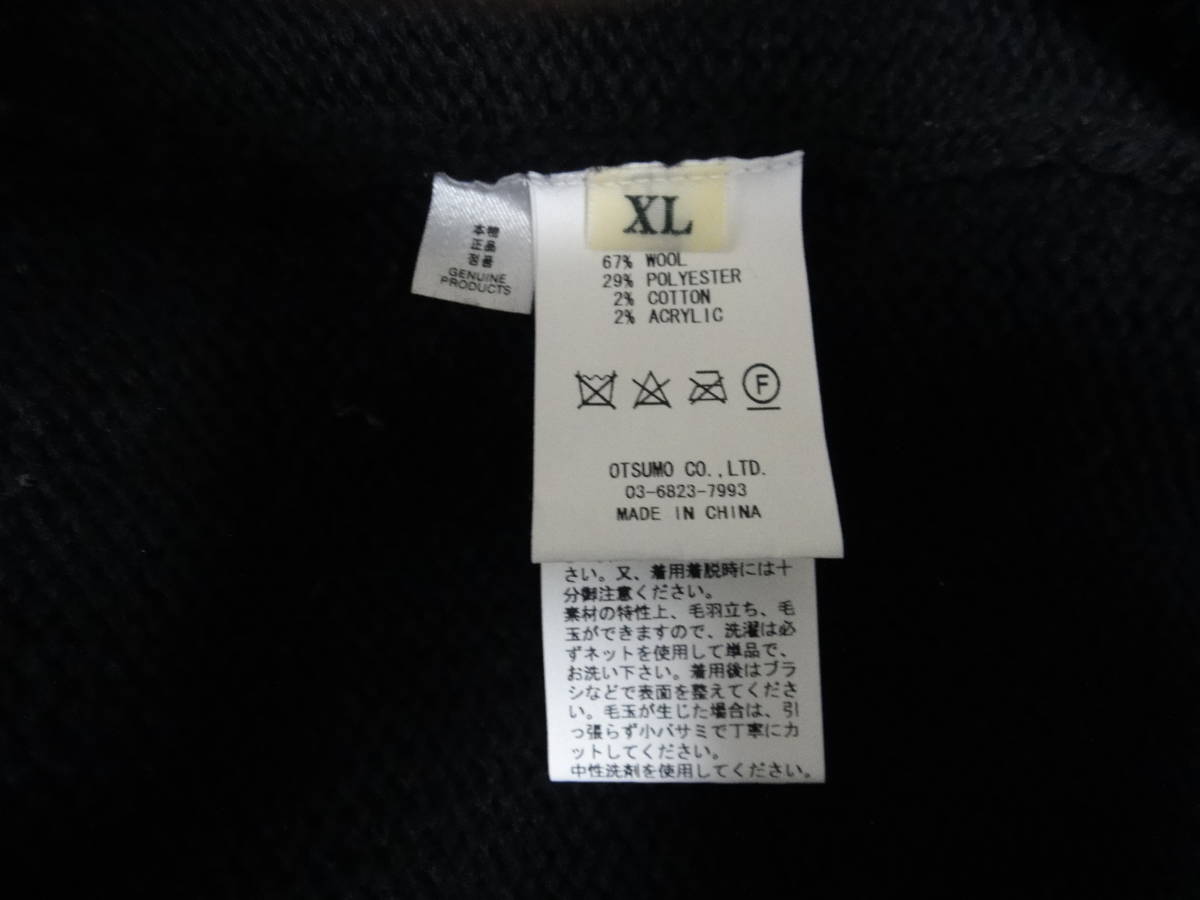 本物
正品
정품
GENUINE
PRODUCTS
XL
67% WOOL
29% POLYESTER
2% COTTON
2% ACRYLIC
F
OTSUMO CO.,LTD.
03-6823-7993
MADE IN CHINA
さい。又、着用着脱時には十
分御注意ください。
素材の特性上、毛羽立ち、毛
玉ができますので、洗濯は必
ずネットを使用して単品で、
お洗い下さい。着用後はブラ
シなどで表面を整えてくださ
い。毛玉が生じた場合は、引
っ張らず小バサミで丁寧にカ
ットしてください。
中性洗剤を使用してください。